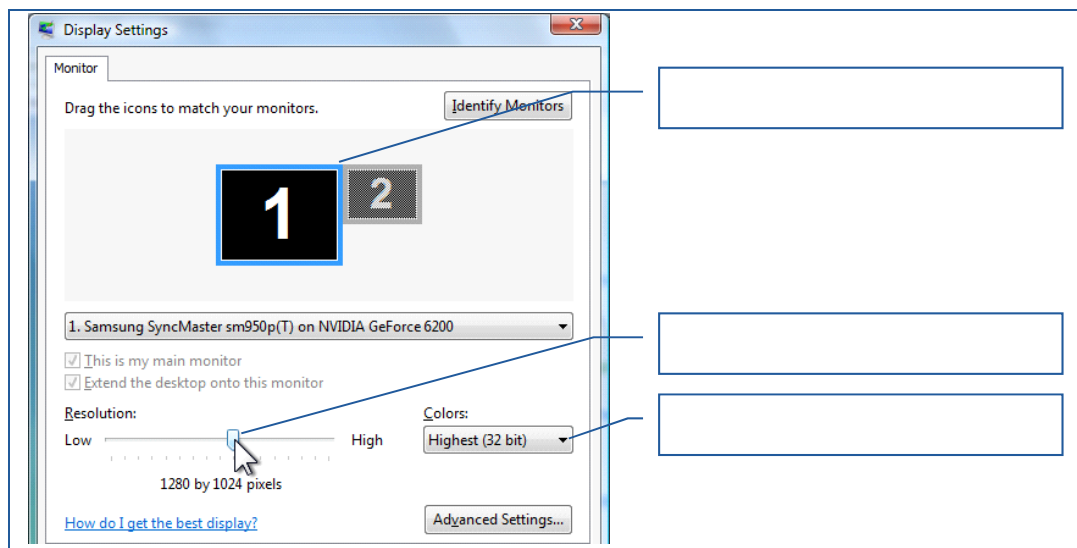 Display Settings
Monitor
Drag the icons to match your monitors.
Identify Monitors
1
2
1. Samsung SyncMaster sm950p(T) on NVIDIA GeForce 6200
This is my main monitor
Extend the desktop onto this monitor
Resolution:
Colors:
Low
High
Highest (32 bit)
1280 by 1024 pixels
How do I get the best display?
Advanced Settings...